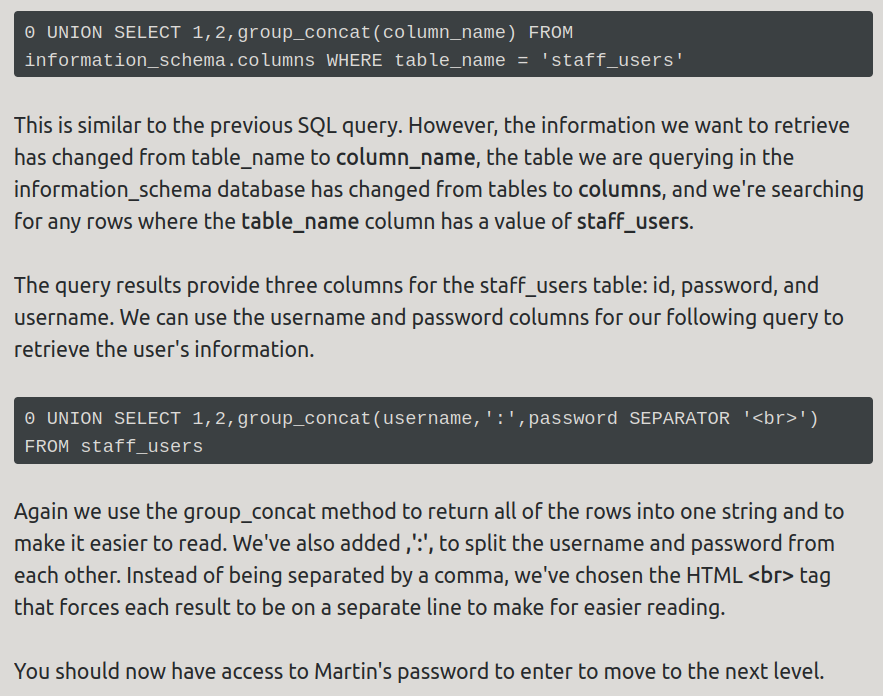 0 UNION SELECT 1,2,group_concat(column_name) FROM
information_schema.columns WHERE table_name = 'staff_users'
This is similar to the previous SQL query. However, the information we want to retrieve
has changed from table_name to column_name, the table we are querying in the
information_schema database has changed from tables to columns, and we're searching
for any rows where the table_name column has a value of staff_users.
The query results provide three columns for the staff_users table: id, password, and
username. We can use the username and password columns for our following query to
retrieve the user's information.
0 UNION SELECT 1,2,group_concat(username,':',password SEPARATOR '<br>')
FROM staff_users
Again we use the group_concat method to return all of the rows into one string and to
make it easier to read. We've also added ,':', to split the username and password from
each other. Instead of being separated by a comma, we've chosen the HTML <br> tag
that forces each result to be on a separate line to make for easier reading.
You should now have access to Martin's password to enter to move to the next level.